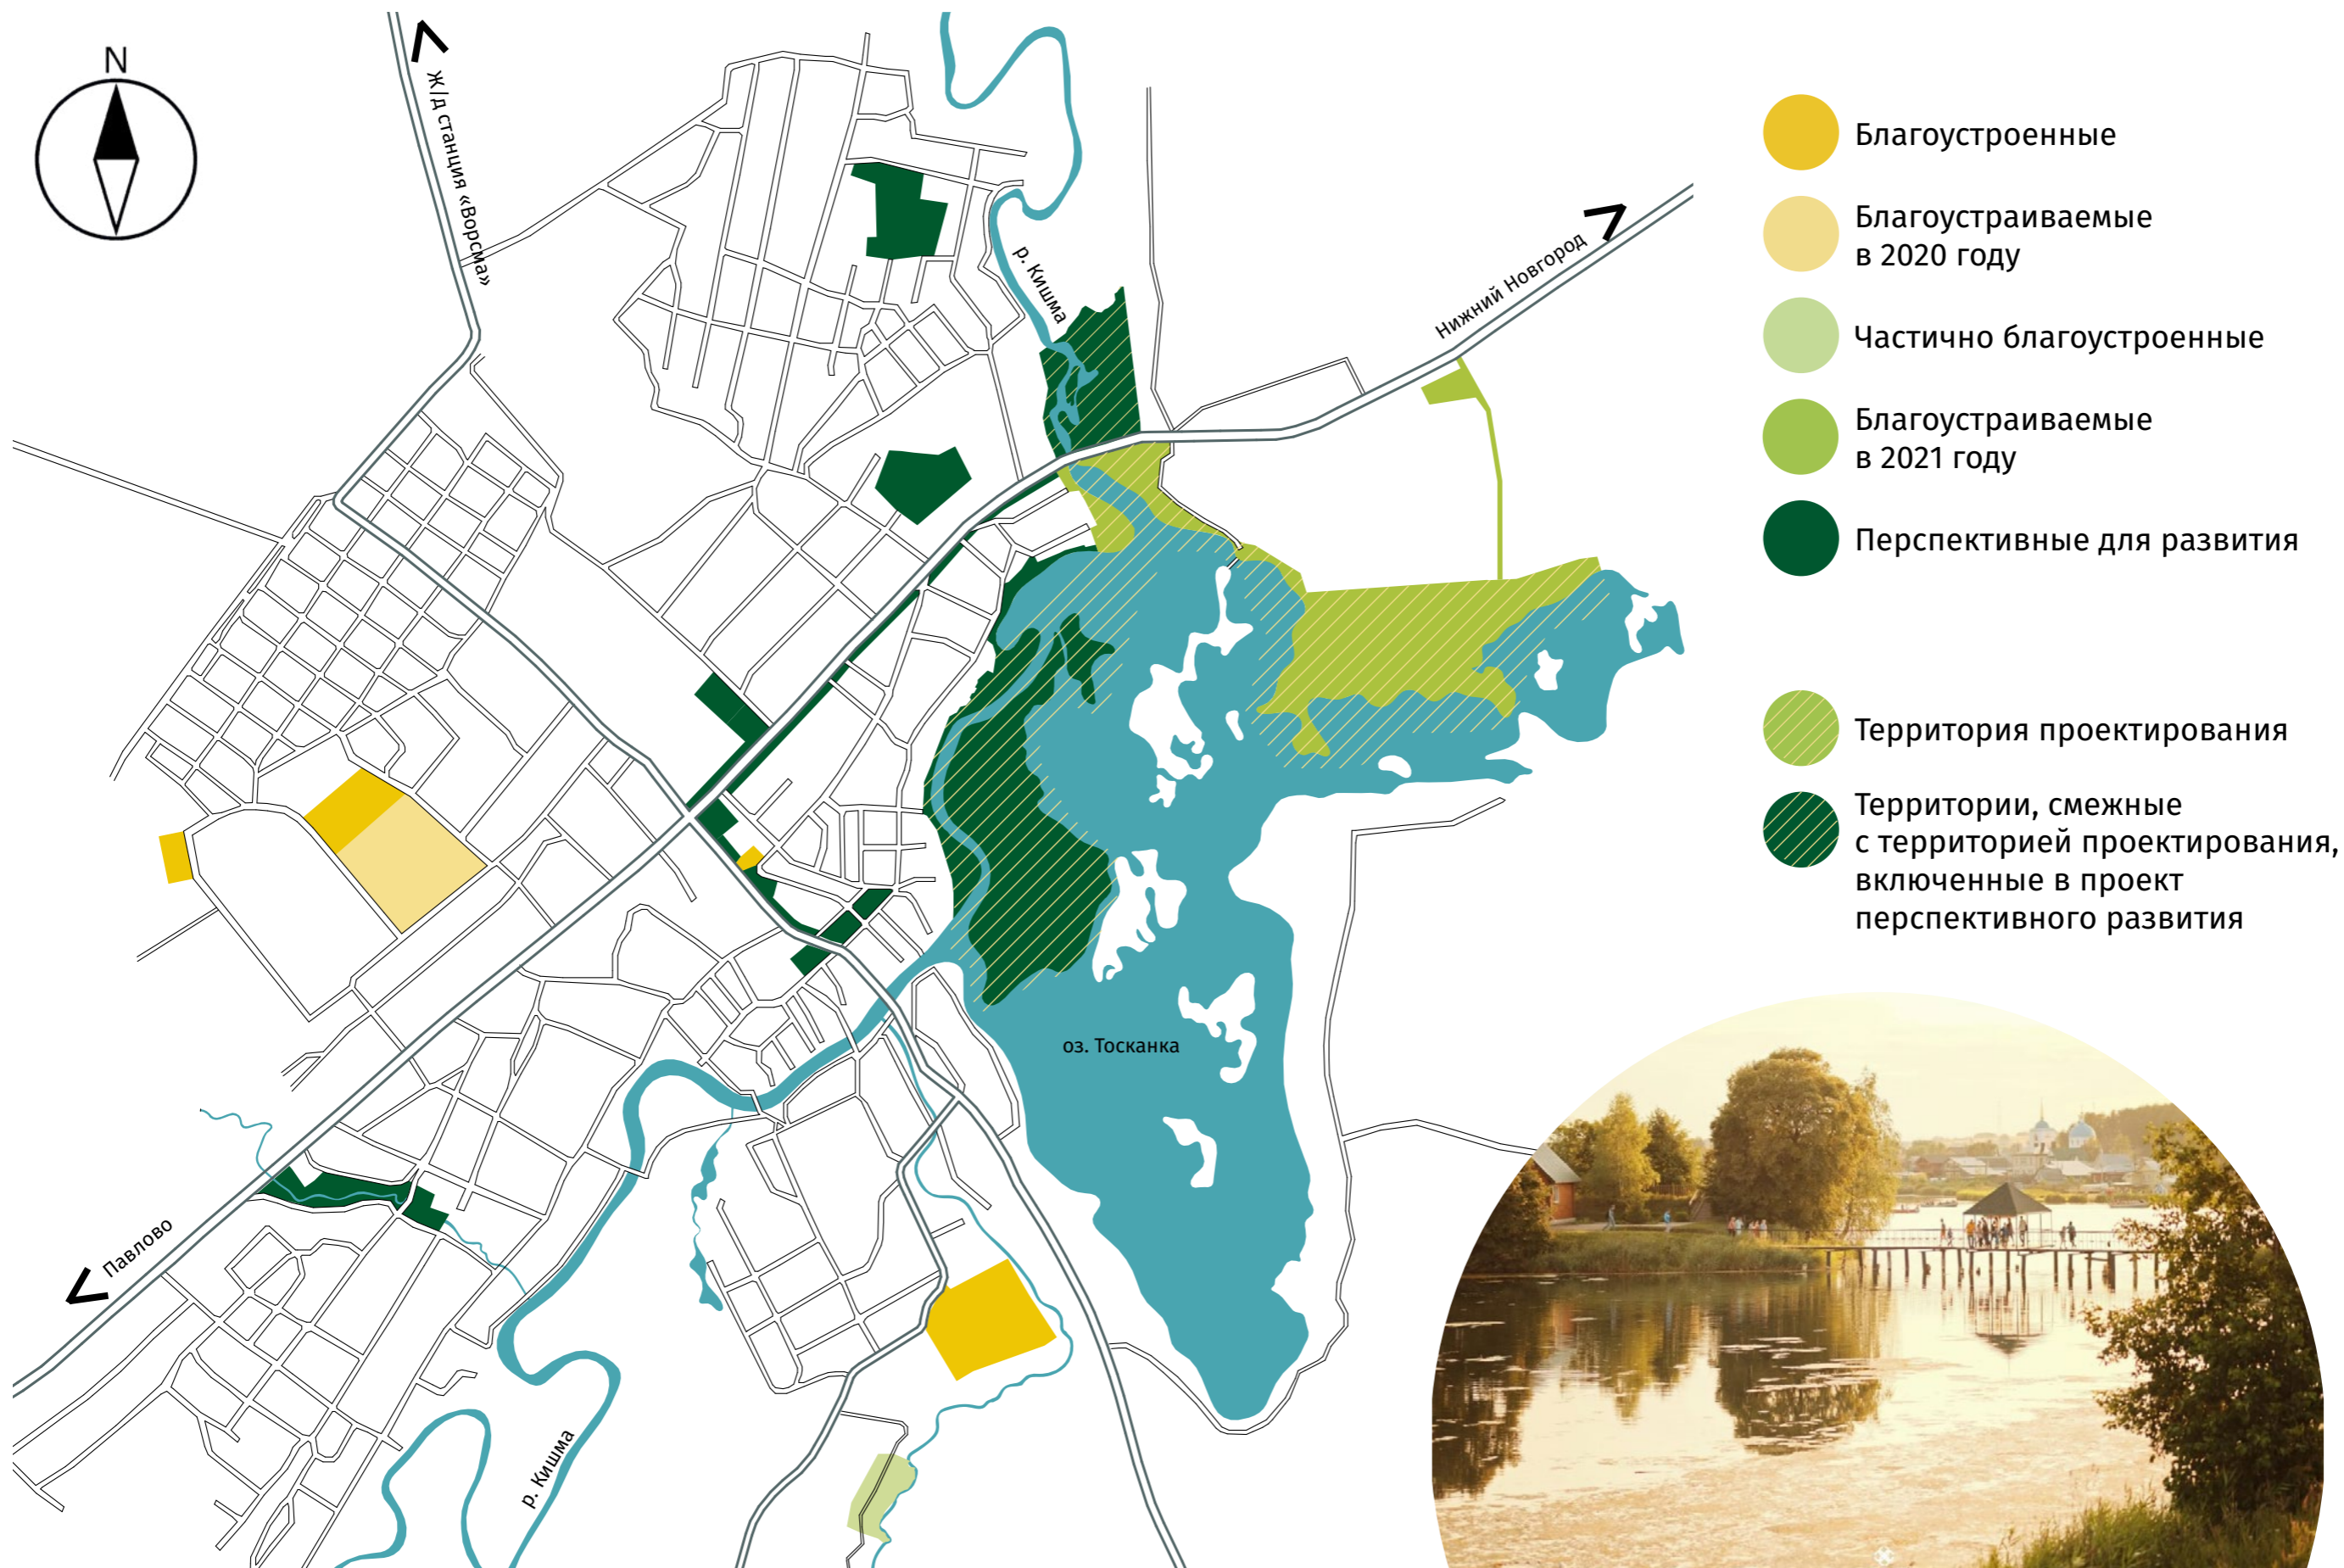 N
Ж/д станция «Ворсма»
р. Кишма
Нижний Новгород
оз. Тосканка
Павлово
р. Кишма
Благоустроенные
Благоустраиваемые
в 2020 году
Частично благоустроенные
Благоустраиваемые
в 2021 году
Перспективные для развития
Территория проектирования
Территории, смежные
с территорией проектирования,
включенные в проект
перспективного развития